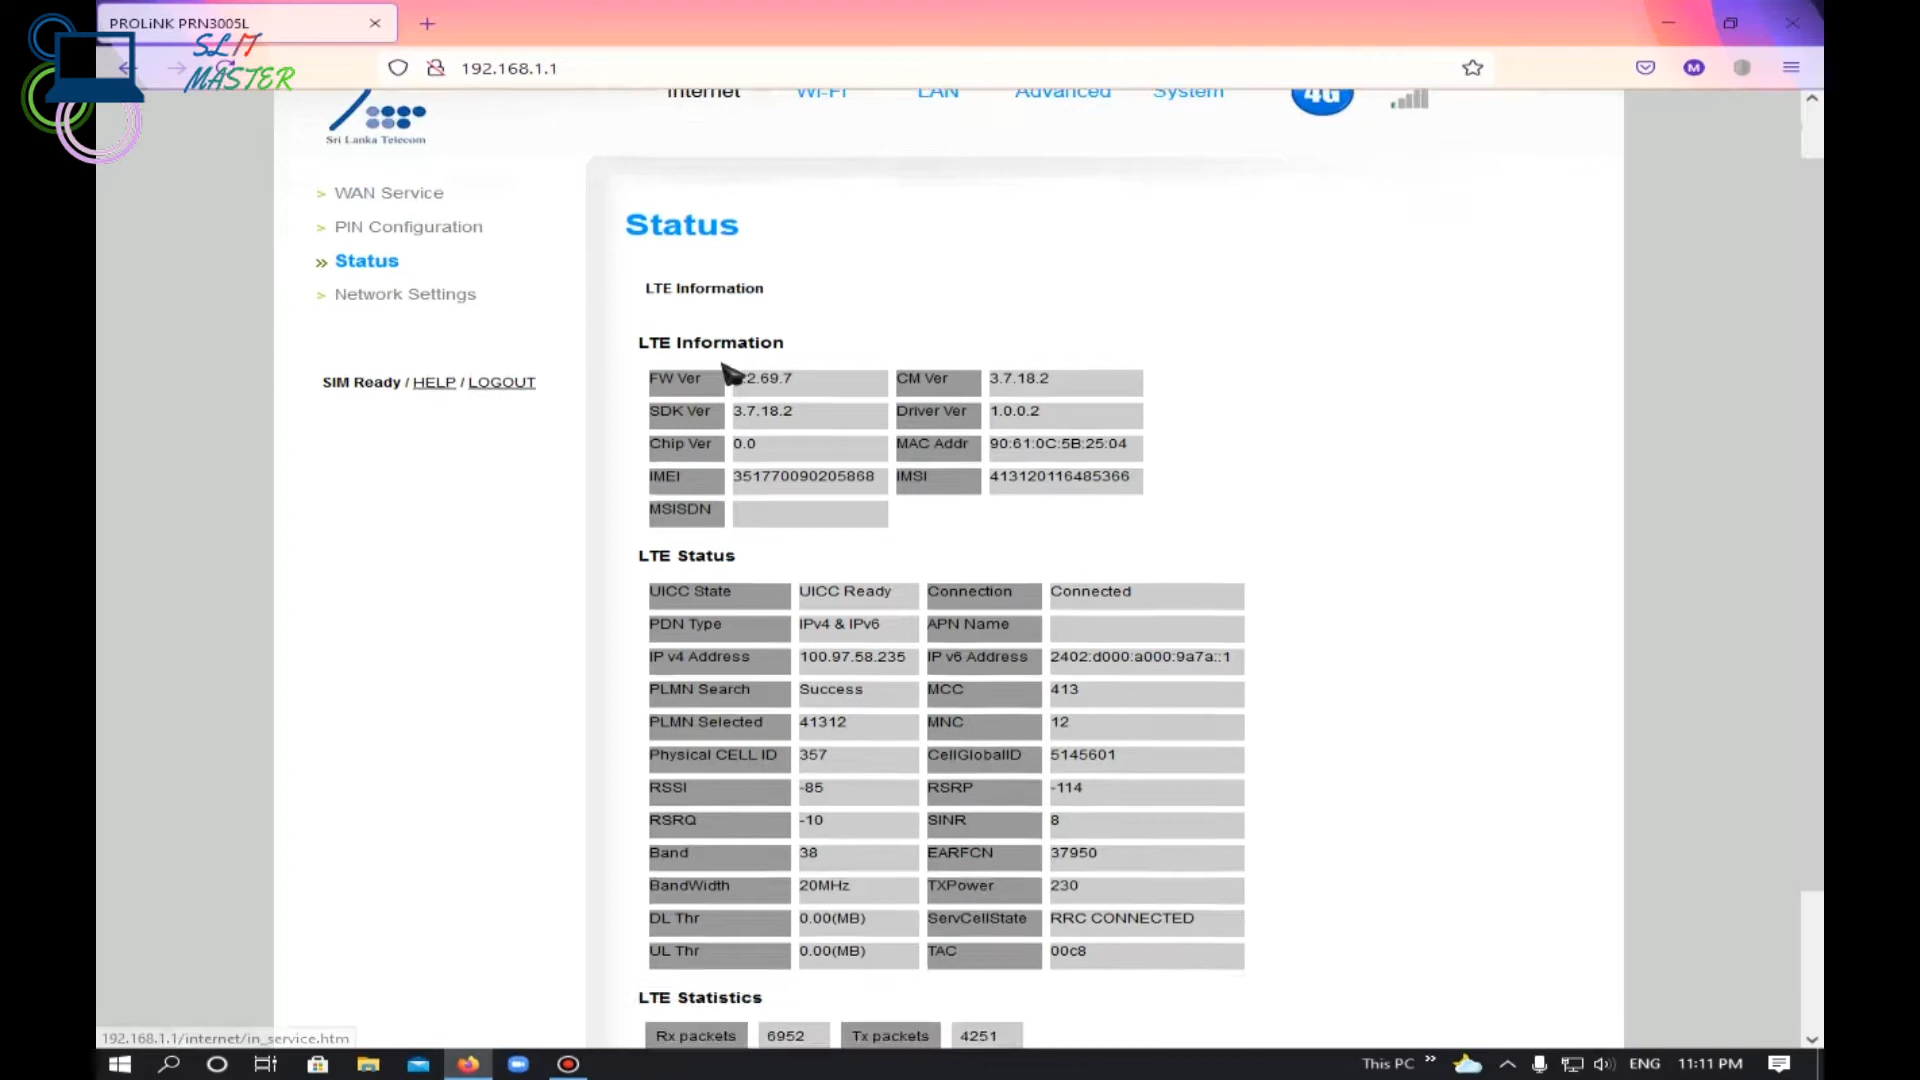 PROLiNK PRN3005L
SL IT
MASTER
192.168.1.1
M
Internet Wi-Fi LAN Advanced System 4G
Sri Lanka Telecom
> WAN Service
> PIN Configuration
» Status
> Network Settings
SIM Ready / HELP / LOGOUT
Status
LTE Information
LTE Information
FW Ver 2.69.7 CM Ver 3.7.18.2
SDK Ver 3.7.18.2 Driver Ver 1.0.0.2
Chip Ver 0.0 MAC Addr 90:61:0C:5B:25:04
IMEI 351770090205868 IMSI 413120116485366
MSISDN
LTE Status
UICC State UICC Ready Connection Connected
PDN Type IPv4 & IPv6 APN Name
IP v4 Address 100.97.58.235 IP v6 Address 2402:d000:a000:9a7a::1
PLMN Search Success MCC 413
PLMN Selected 41312 MNC 12
Physical CELL ID 357 CellGlobalID 5145601
RSSI -85 RSRP -114
RSRQ -10 SINR 8
Band 38 EARFCN 37950
BandWidth 20MHz TXPower 230
DL Thr 0.00(MB) ServCellState RRC CONNECTED
UL Thr 0.00(MB) TAC 00c8
LTE Statistics
Rx packets 6952 Tx packets 4251
192.168.1.1/internet/in_service.htm
This PC » ENG 11:11 PM